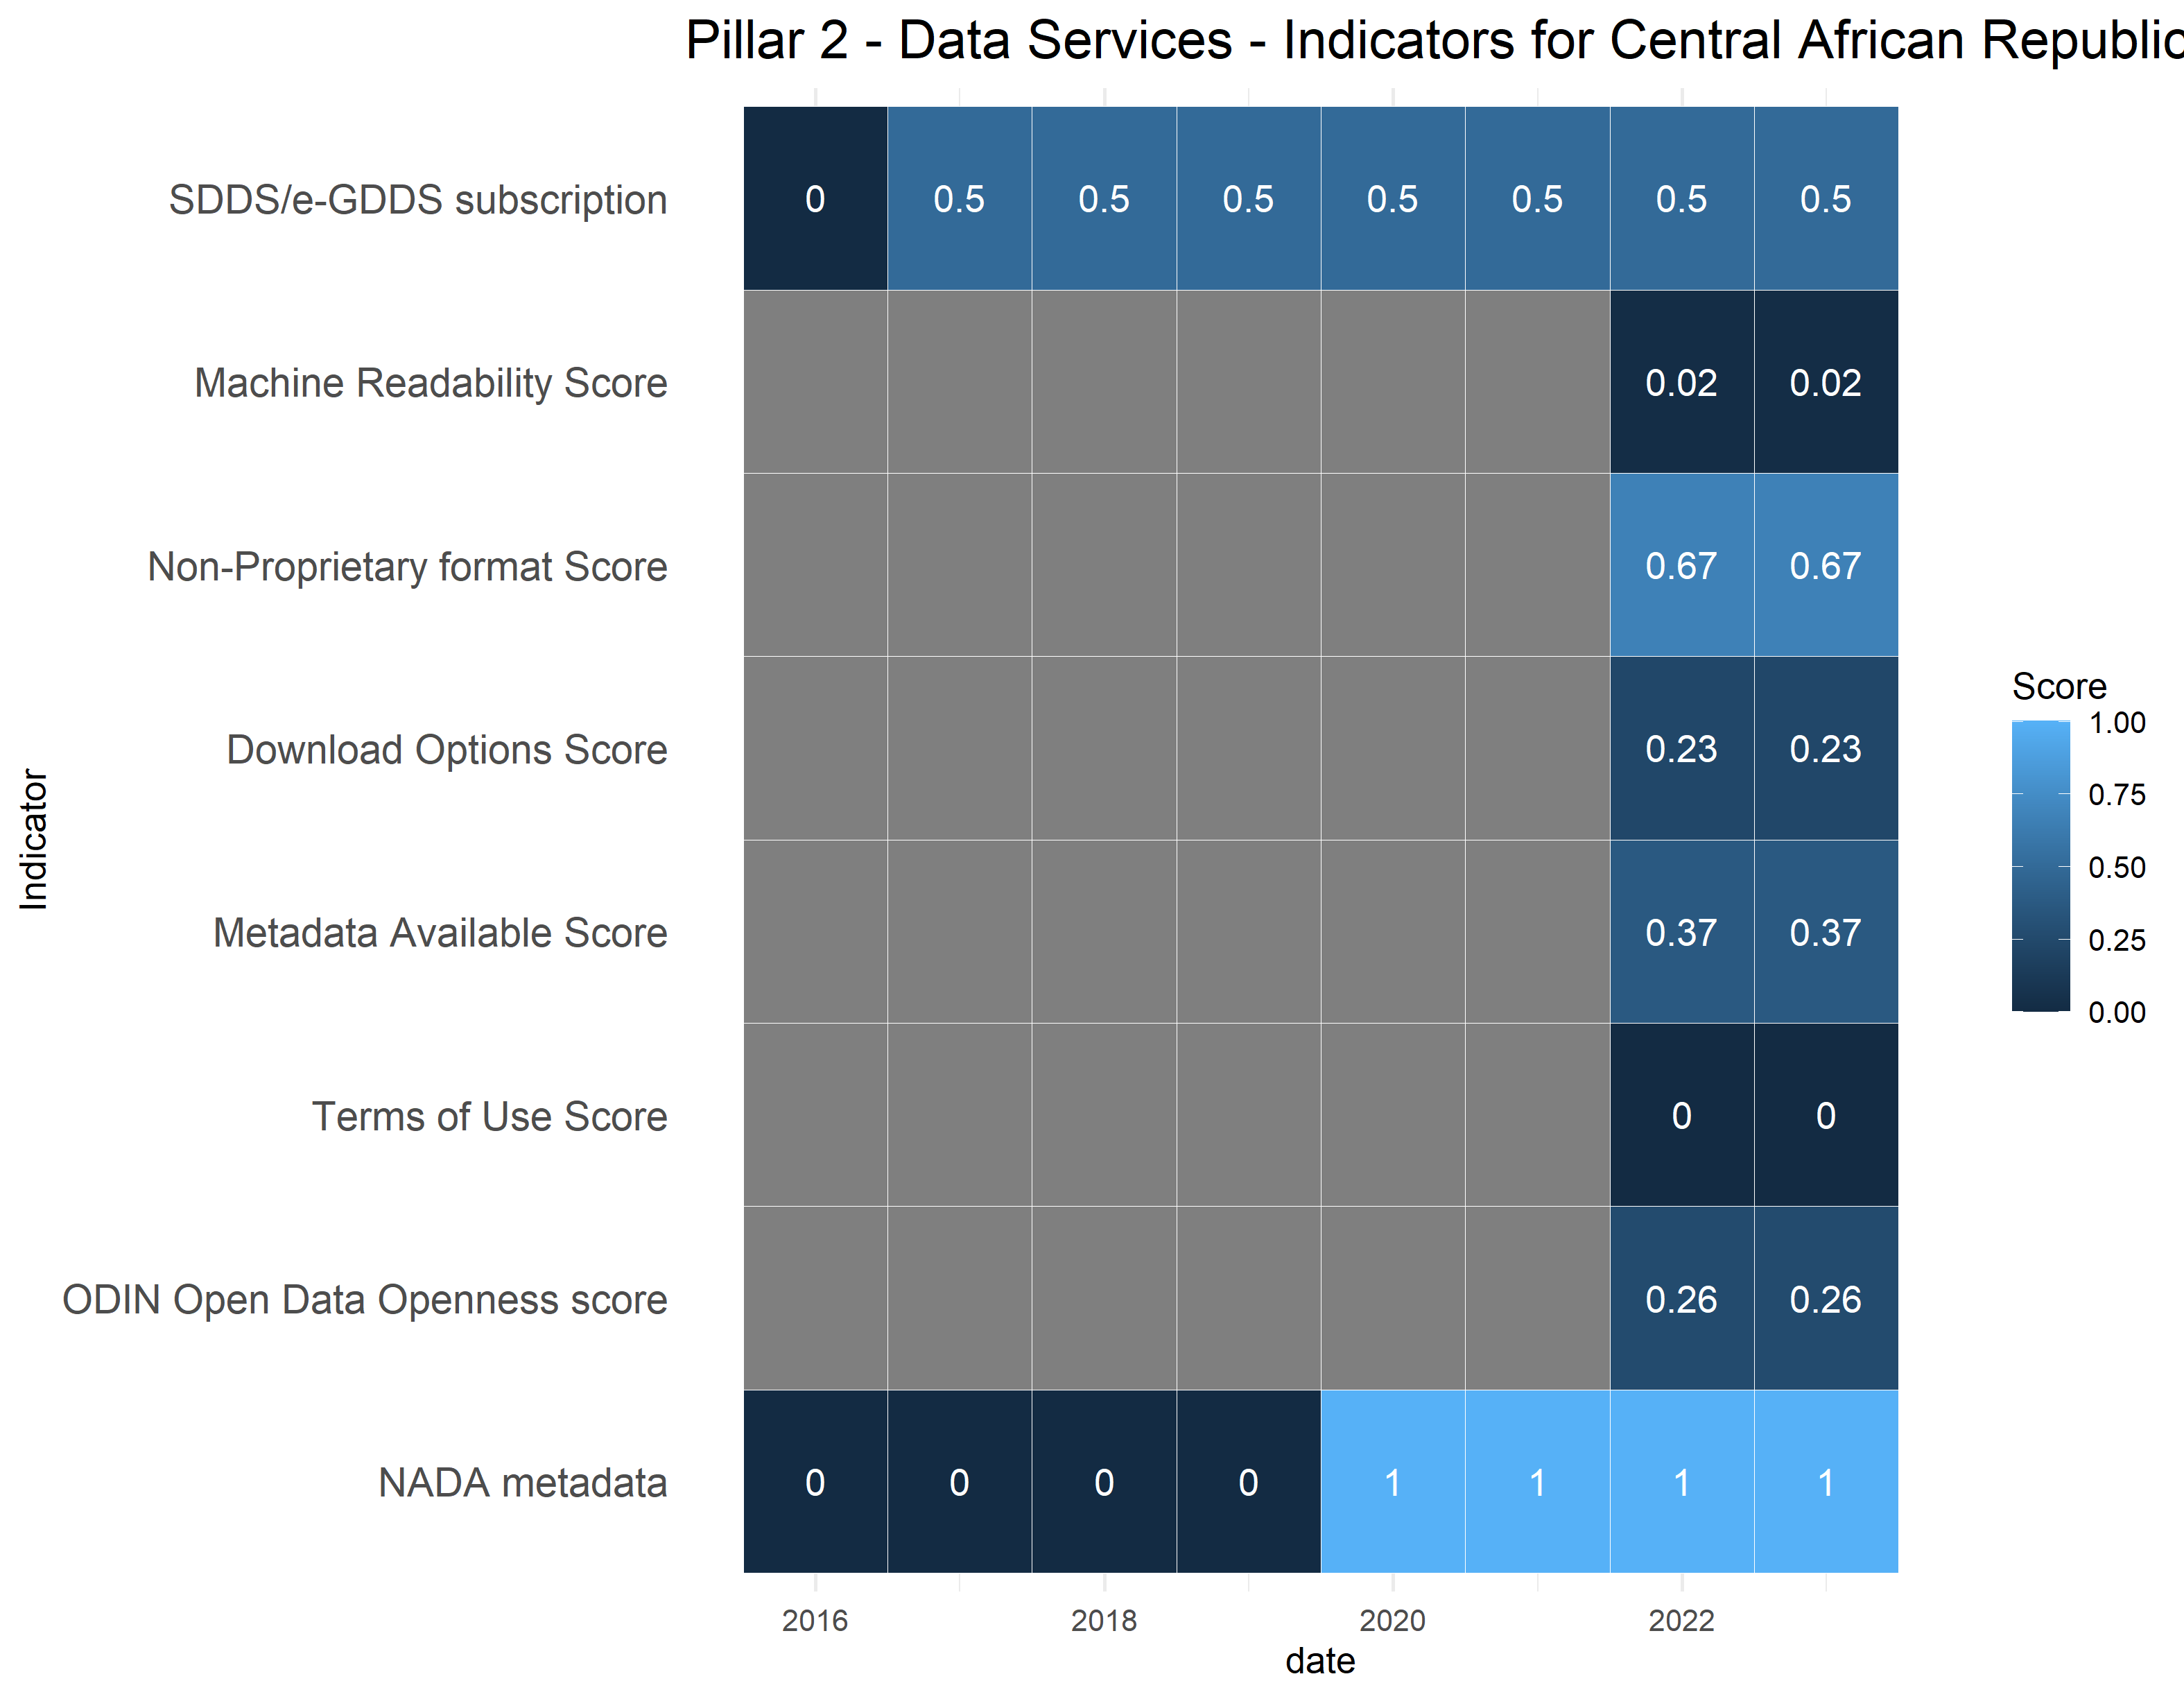 Pillar 2 - Data Services - Indicators for Central African Republic
SDDS/e-GDDS subscription
0 0.5 0.5 0.5 0.5 0.5 0.5 0.5
Machine Readability Score
0.02 0.02
Non-Proprietary format Score
0.67 0.67
Download Options Score
0.23 0.23
Metadata Available Score
0.37 0.37
Terms of Use Score
0 0
ODIN Open Data Openness score
0.26 0.26
NADA metadata
0 0 0 0 1 1 1 1
Indicator
2016 2018 2020 2022
date
Score
1.00
0.75
0.50
0.25
0.00